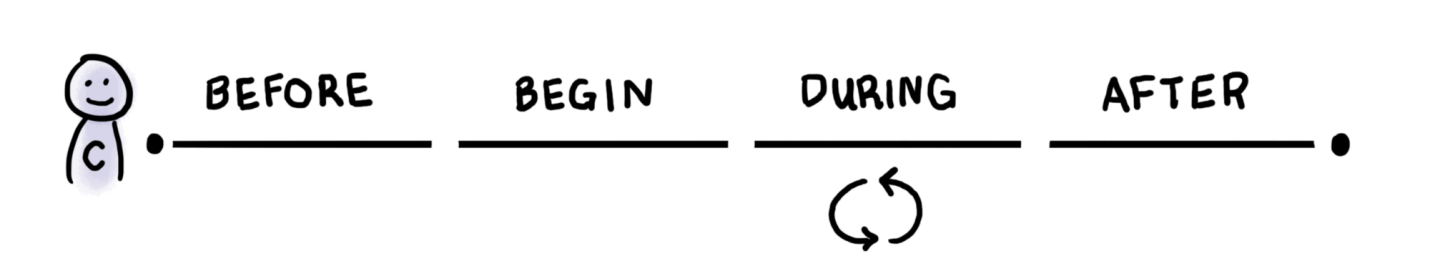 BEFORE BEGIN DURING AFTER
C